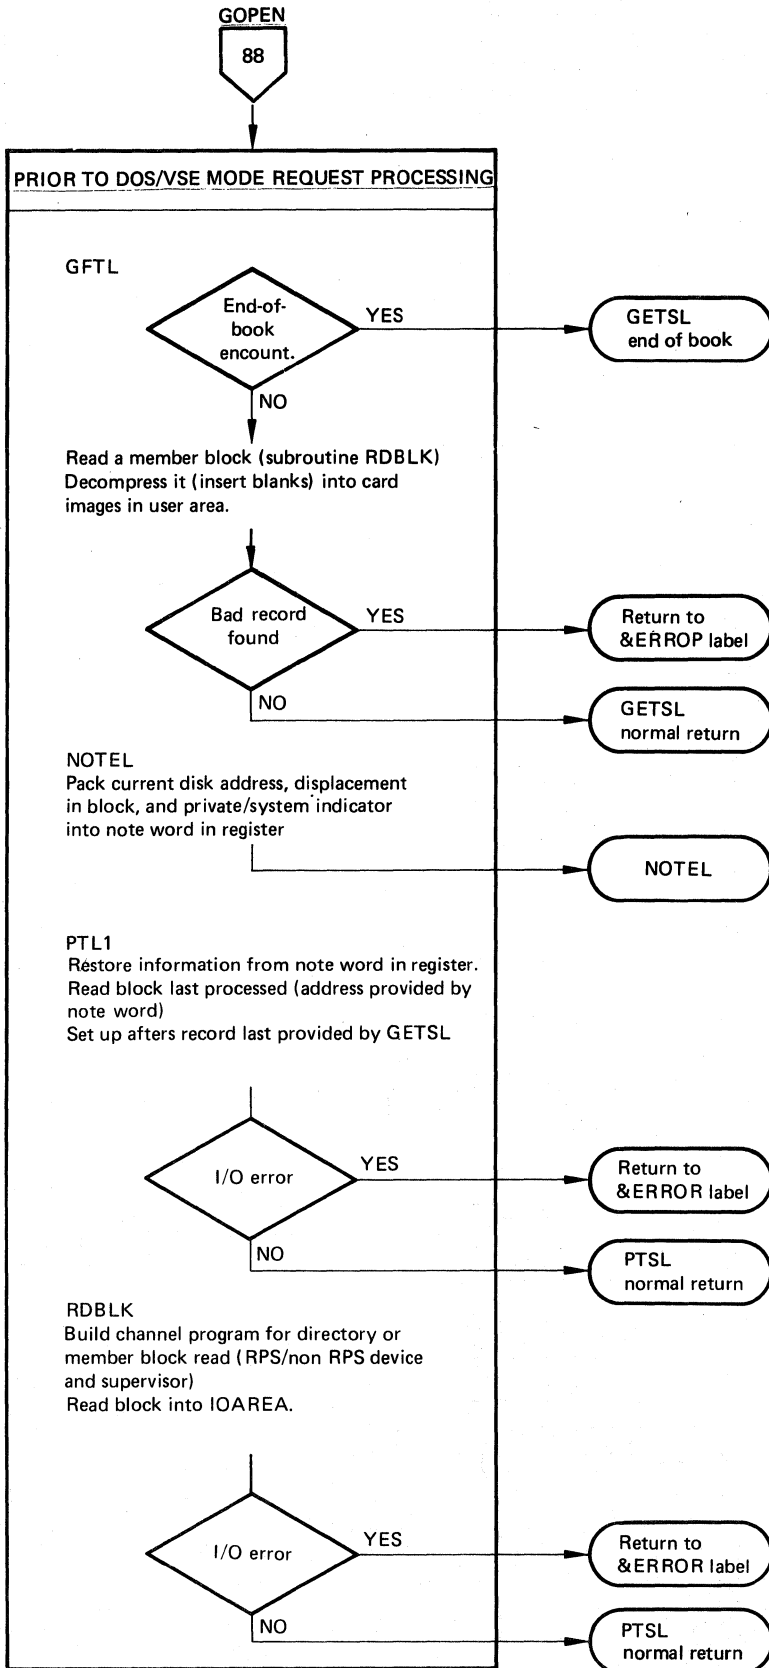 GOPEN
88
PRIOR TO DOS/VSE MODE REQUEST PROCESSING
GFTL
End-of-
book
encount.
YES
GETSL
end of book
NO
Read a member block (subroutine RDBLK)
Decompress it (insert blanks) into card
images in user area.
Bad record
found
YES
Return to
&ERROP label
NO
GETSL
normal return
NOTEL
Pack current disk address, displacement
in block, and private/system indicator
into note word in register
NOTEL
PTL1
Restore information from note word in register.
Read block last processed (address provided by
note word)
Set up afters record last provided by GETSL
I/O error
YES
Return to
&ERROR label
NO
PTSL
normal return
RDBLK
Build channel program for directory or
member block read (RPS/non RPS device
and supervisor)
Read block into IOAREA.
I/O error
YES
Return to
&ERROR label
NO
PTSL
normal return